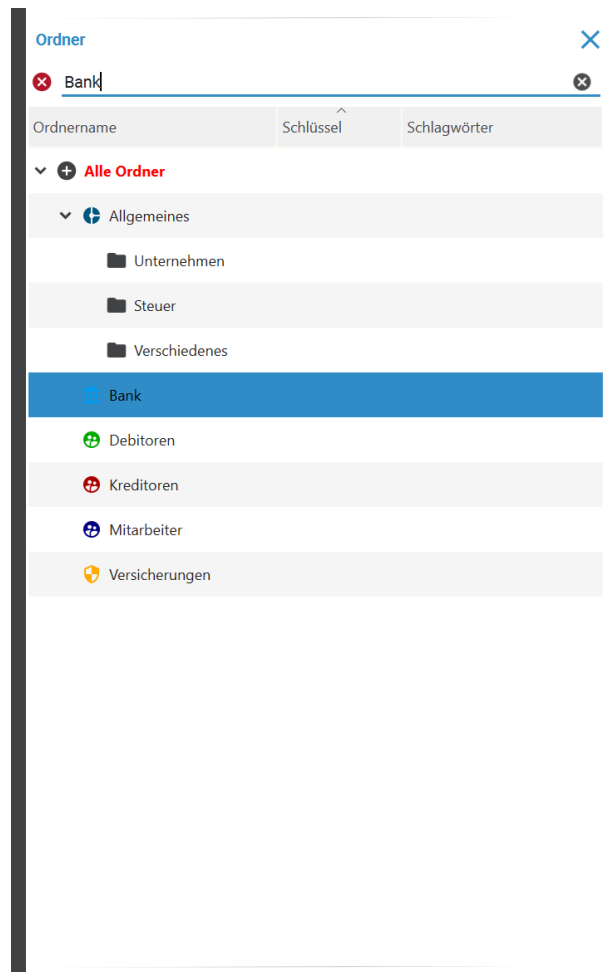 Ordner
Bank
Ordnername Schlüssel Schlagwörter
Alle Ordner
Allgemeines
Unternehmen
Steuer
Verschiedenes
Bank
Debitoren
Kreditoren
Mitarbeiter
Versicherungen